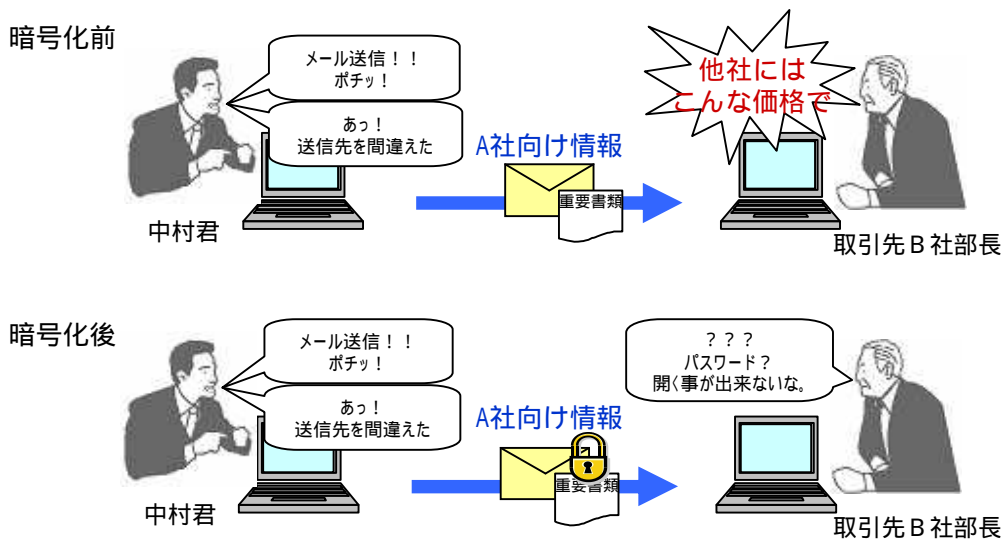 暗号化前
メール送信！！
ポチッ！
あっ！
送信先を間違えた
A社向け情報
重要書類
中村君
他社には
こんな価格で
取引先Ｂ社部長
暗号化後
メール送信！！
ポチッ！
あっ！
送信先を間違えた
A社向け情報
重要書類
中村君
？？？
パスワード？
開く事が出来ないな。
取引先Ｂ社部長